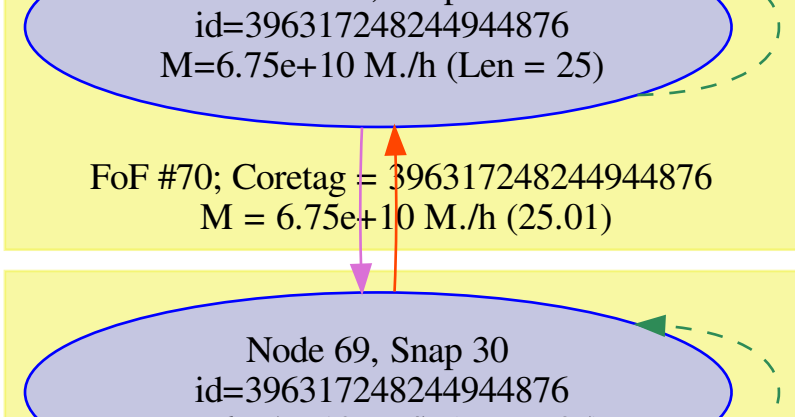 id=396317248244944876
M=6.75e+10 M./h (Len = 25)
FoF #70; Coretag = 396317248244944876
M = 6.75e+10 M./h (25.01)
Node 69, Snap 30
id=396317248244944876